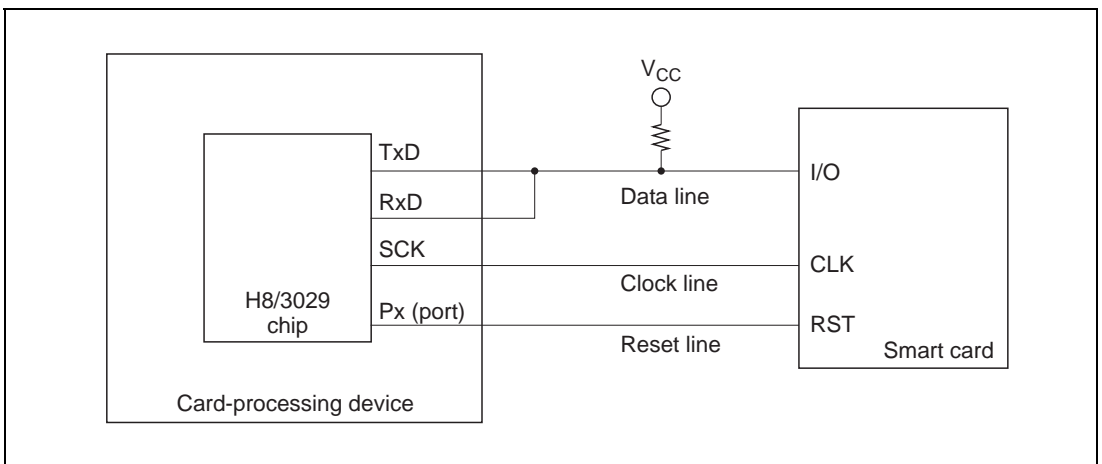 VCC
TxD
I/O
Data line
RxD
SCK
CLK
Clock line
H8/3029
chip
Px (port)
RST
Reset line
Smart card
Card-processing device